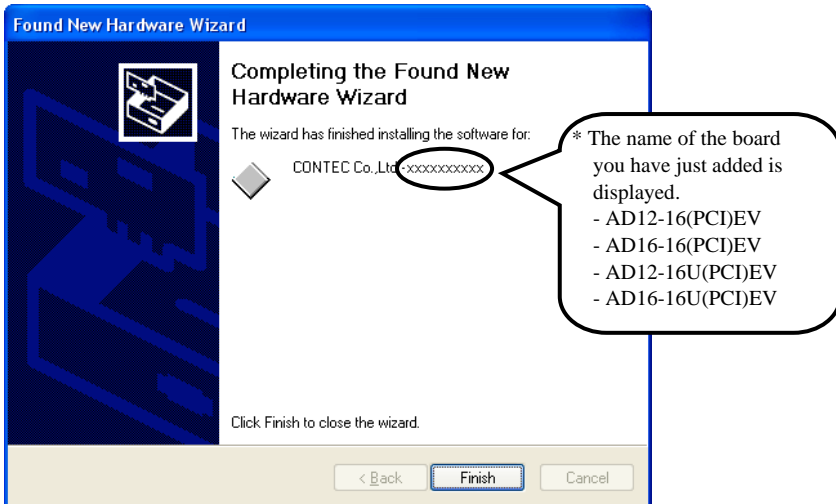 Found New Hardware Wizard
Completing the Found New
Hardware Wizard
The wizard has finished installing the software for:
CONTEC Co.,Ltd.-xxxxxxxxxx
* The name of the board
you have just added is
displayed.
- AD12-16(PCI)EV
- AD16-16(PCI)EV
- AD12-16U(PCI)EV
- AD16-16U(PCI)EV
Click Finish to close the wizard.
< Back
Finish
Cancel